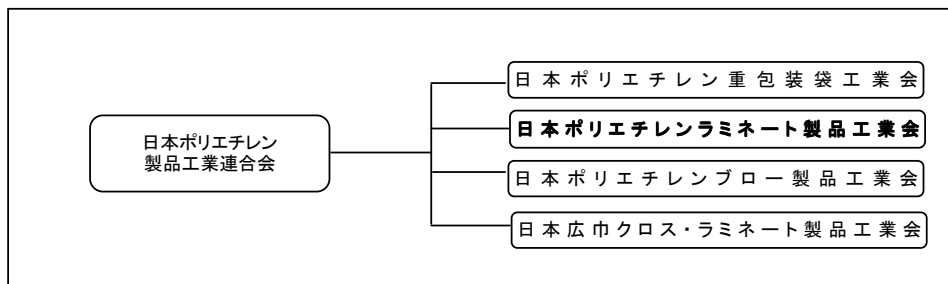 日本ポリエチレン
製品工業連合会
日本ポリエチレン重包装袋工業会
日本ポリエチレンラミネート製品工業会
日本ポリエチレンブロー製品工業会
日本広巾クロス・ラミネート製品工業会